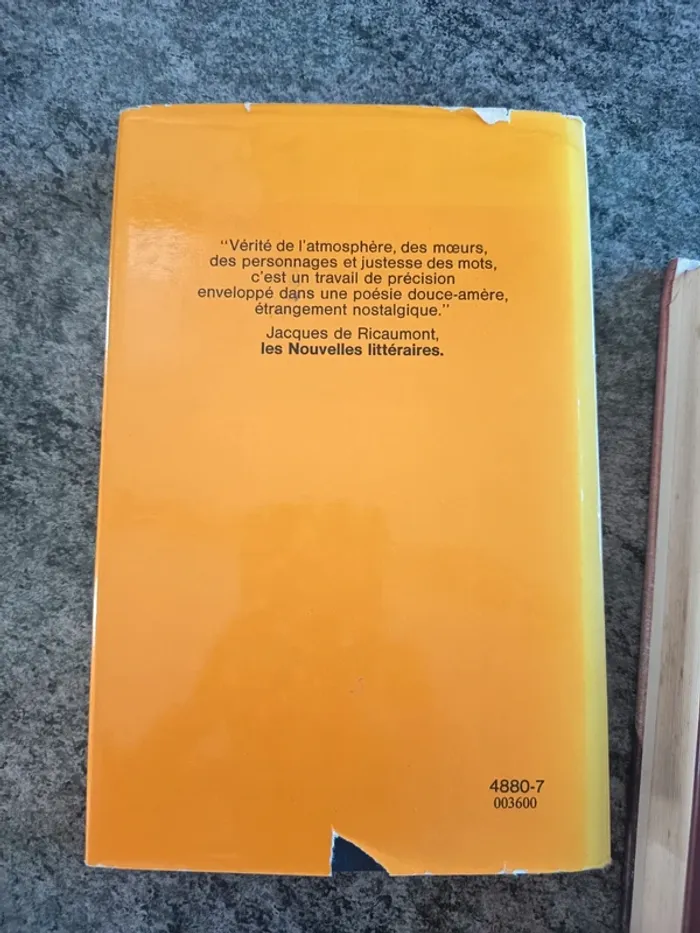 "Vérité de l'atmosphère, des mœurs,
des personnages et justesse des mots,
c'est un travail de précision
enveloppé dans une poésie douce-amère,
étrangement nostalgique."
Jacques de Ricaumont,
les Nouvelles littéraires.
4880-7
003600